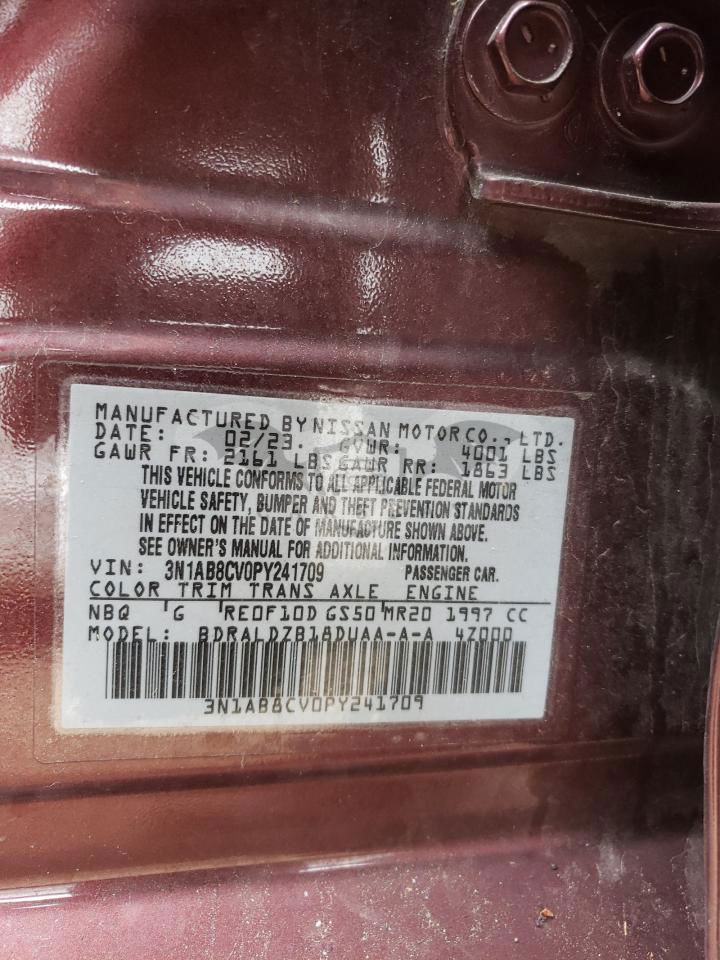 MANUFACTURED BY NISSAN MOTOR CO., LTD.
DATE: 02/23. GVWR: 4001 LBS
GAWR FR: 2161 LBS GAWR RR: 1863 LBS
THIS VEHICLE CONFORMS TO ALL APPLICABLE FEDERAL MOTOR
VEHICLE SAFETY, BUMPER AND THEFT PREVENTION STANDARDS
IN EFFECT ON THE DATE OF MANUFACTURE SHOWN ABOVE.
SEE OWNER'S MANUAL FOR ADDITIONAL INFORMATION.
VIN: 3N1AB8CV0PY241709 PASSENGER CAR.
COLOR TRIM TRANS AXLE ENGINE
NBQ 'G 'RE0F10D GS50 MR20 1997 CC
MODEL: BDRALDZB18DUAA-A-A 4Z000
3N1AB8CV0PY241709